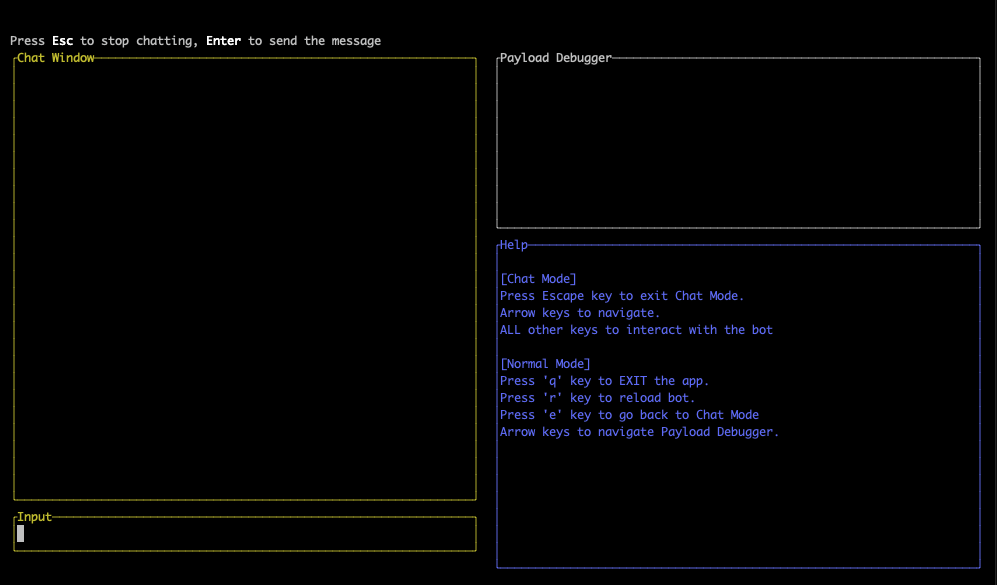 Press Esc to stop chatting, Enter to send the message
Chat Window
Input
Payload Debugger
Help
[Chat Mode]
Press Escape key to exit Chat Mode.
Arrow keys to navigate.
ALL other keys to interact with the bot
[Normal Mode]
Press 'q' key to EXIT the app.
Press 'r' key to reload bot.
Press 'e' key to go back to Chat Mode
Arrow keys to navigate Payload Debugger.